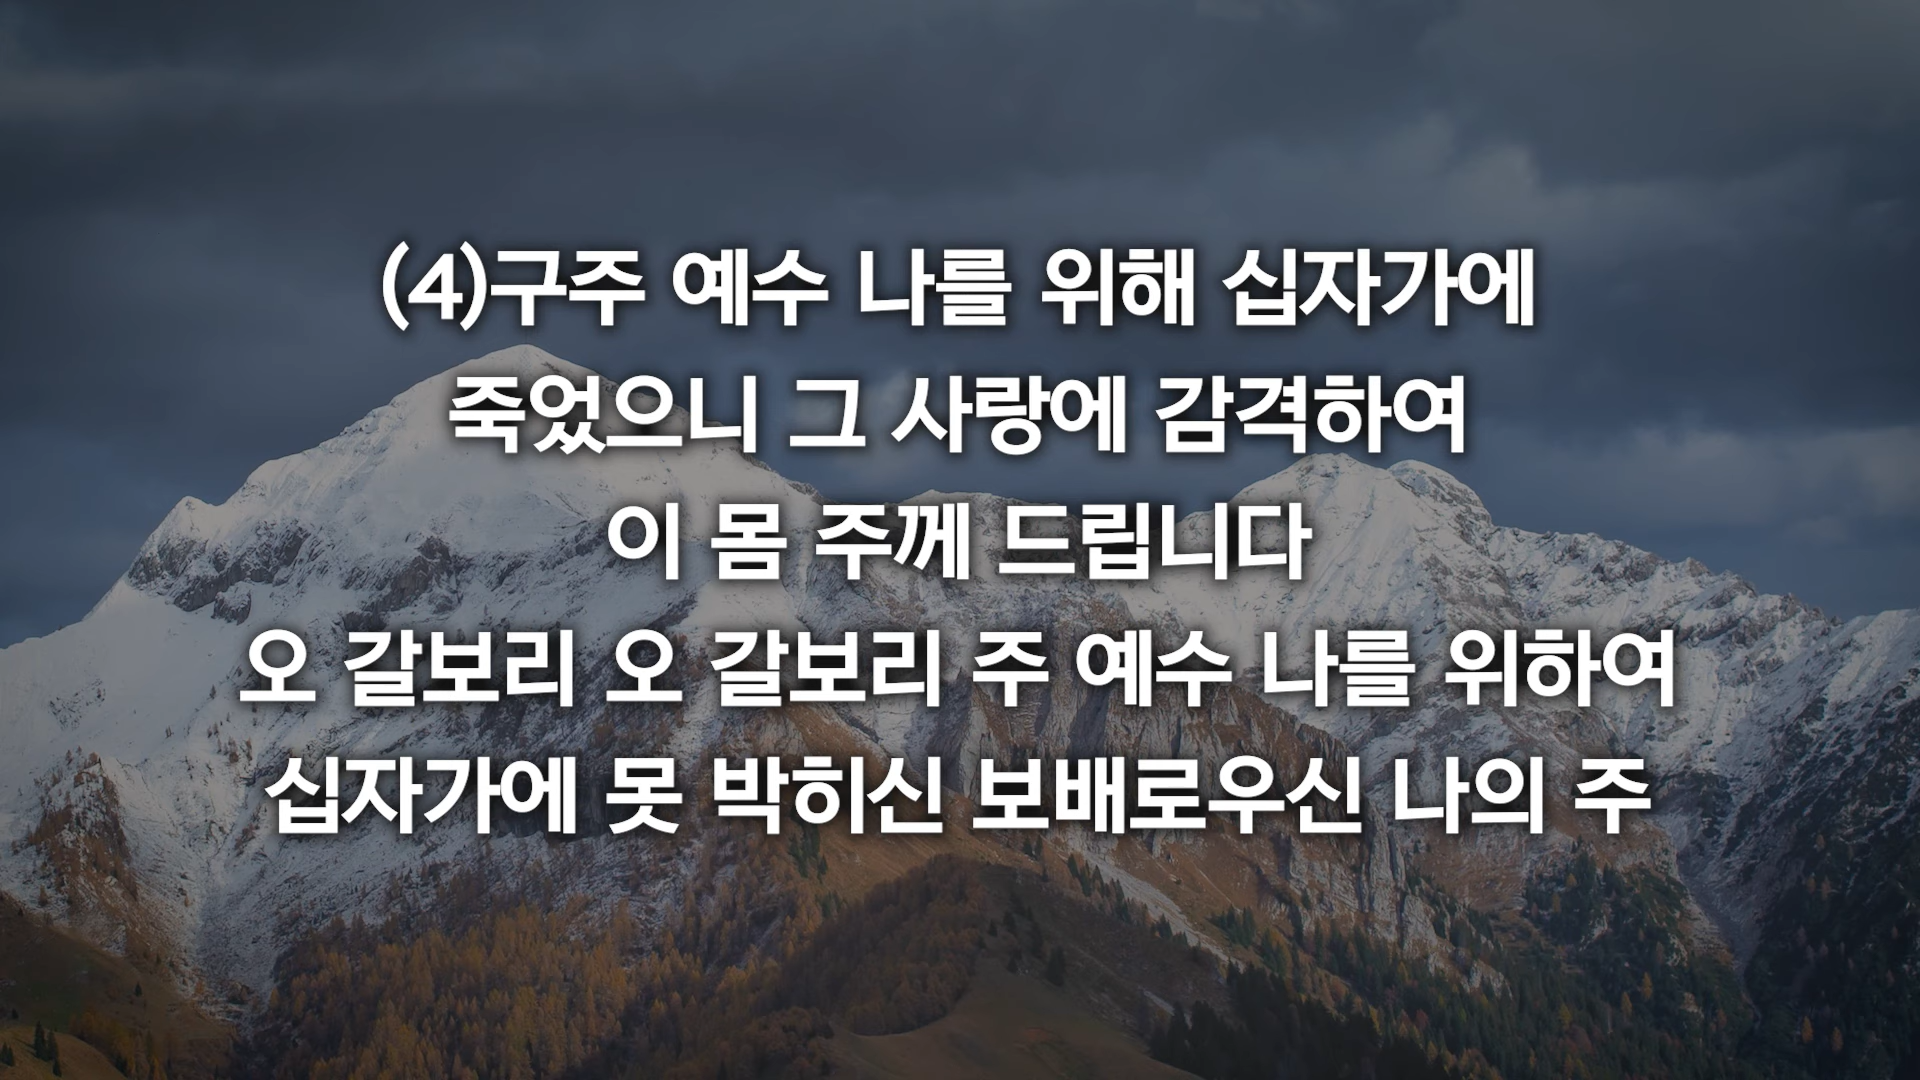 (4)구주 예수 나를 위해 십자가에
죽었으니 그 사랑에 감격하여
이 몸 주께 드립니다
오 갈보리 오 갈보리 주 예수 나를 위하여
십자가에 못 박히신 보배로우신 나의 주